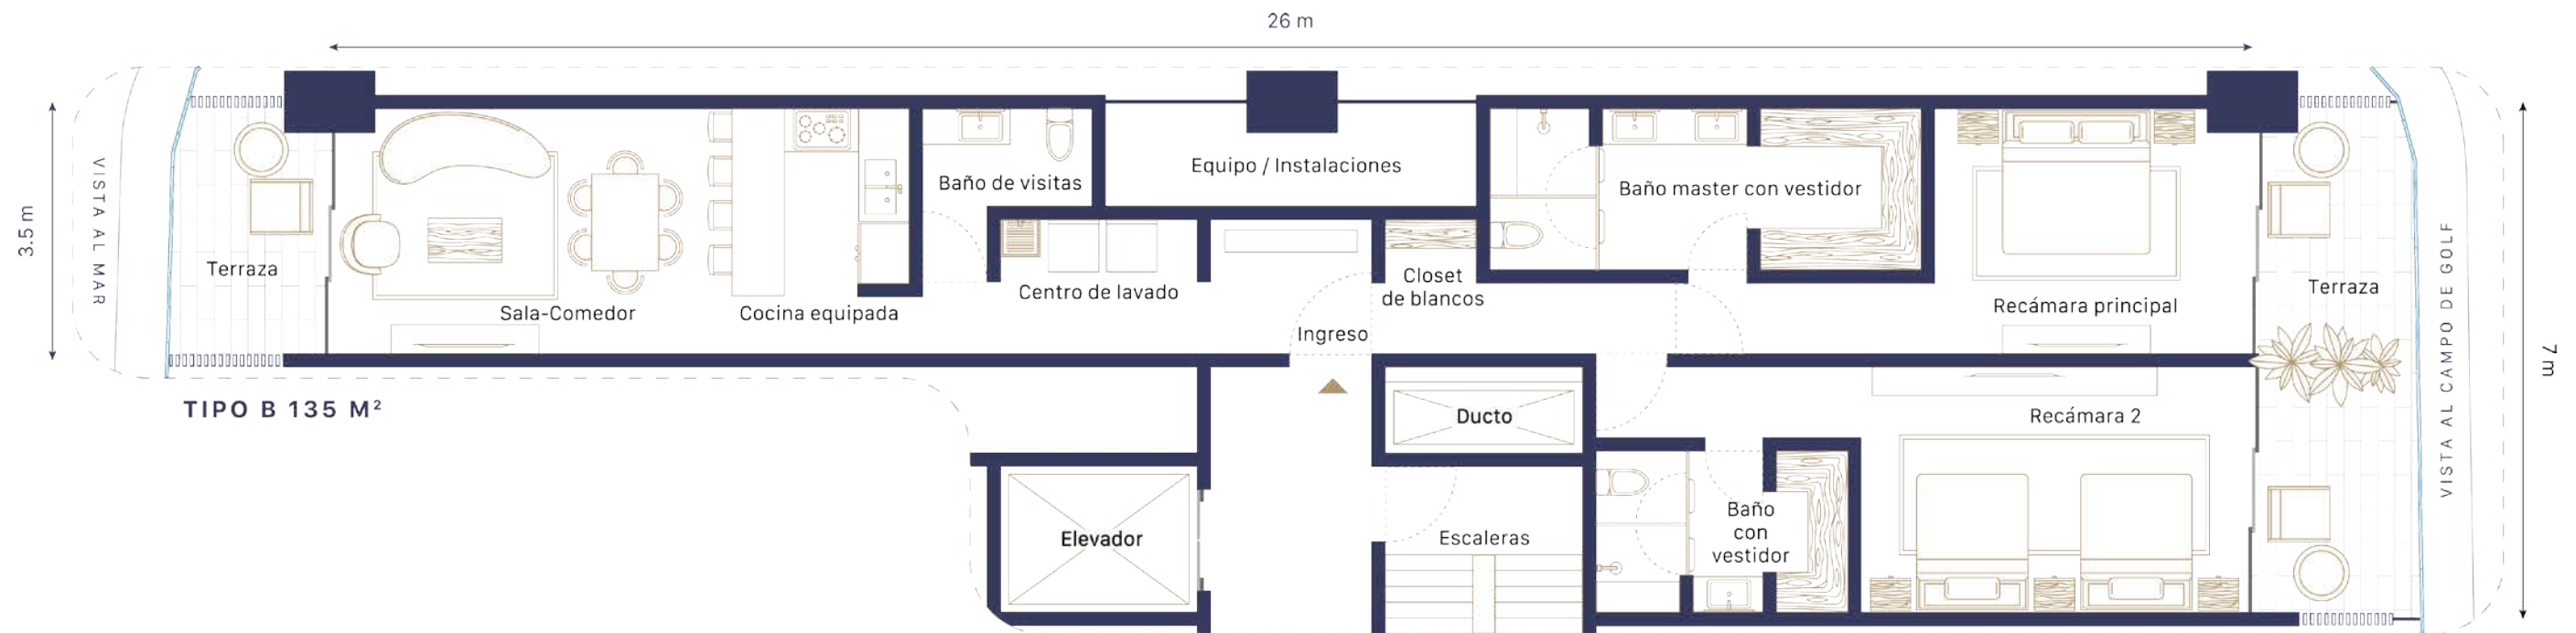 26 m
3.5 m
VISTA AL MAR
Terraza
Sala-Comedor
Cocina equipada
Baño de visitas
Centro de lavado
Equipo / Instalaciones
Ingreso
Closet
de blancos
Baño master con vestidor
Recámara principal
Terraza
VISTA AL CAMPO DE GOLF
7 m
TIPO B 135 M²
Elevador
Ducto
Escaleras
Baño
con
vestidor
Recámara 2